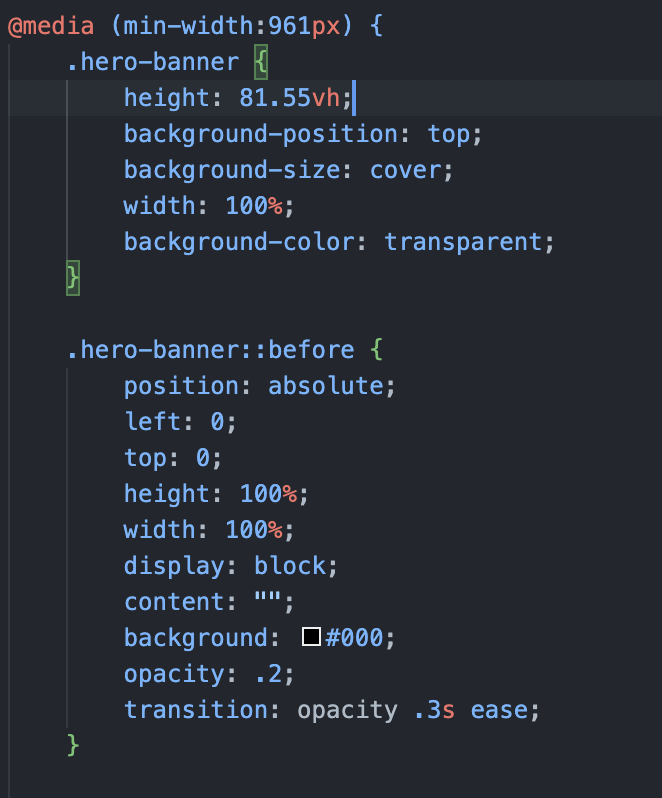 @media (min-width:961px) {
.hero-banner {
height: 81.55vh;
background-position: top;
background-size: cover;
width: 100%;
background-color: transparent;
}
.hero-banner::before {
position: absolute;
left: 0;
top: 0;
height: 100%;
width: 100%;
display: block;
content: "";
background: #000;
opacity: .2;
transition: opacity .3s ease;
}